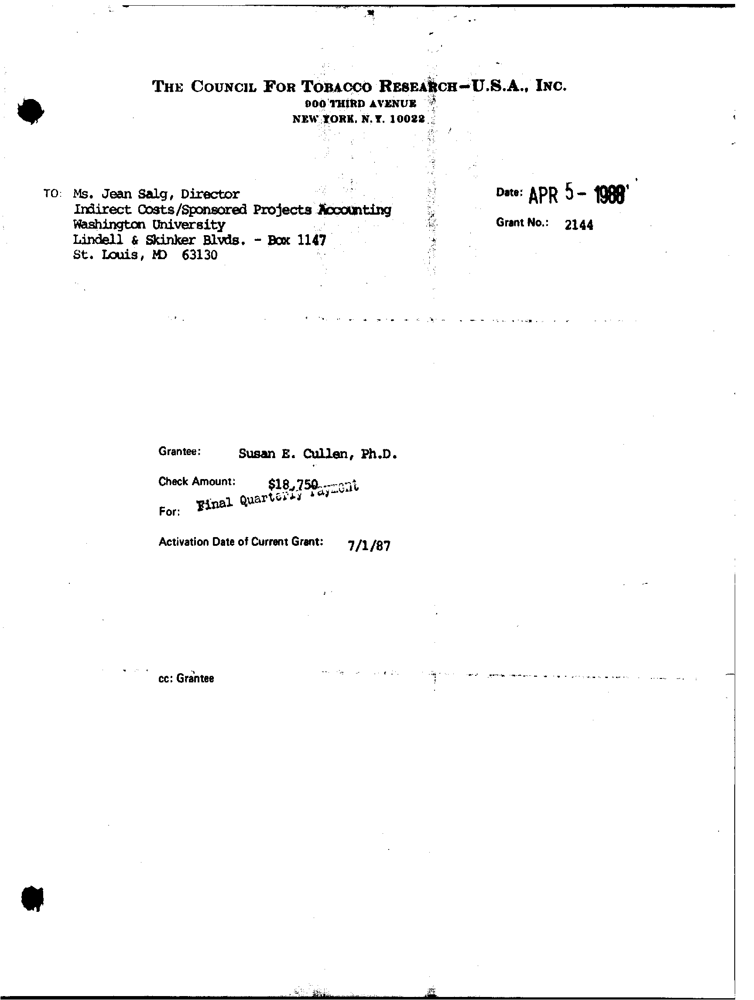 THE COUNCIL FOR TOBACCO RESEARCH-U.S.A., INC.
900 THIRD AVENUE
NEW YORK, N.Y. 10022
TO: Ms. Jean Salg, Director
Indirect Costs/Sponsored Projects Accounting
Washington University
Lindell & Skinker Blvds. - Box 1147
St. Louis, MO 63130
Date: APR 5 - 1988
Grant No.: 2144
Grantee: Susan E. Cullen, Ph.D.
Check Amount: $18,750
For: Final Quarterly Payment
Activation Date of Current Grant: 7/1/87
cc: Grantee